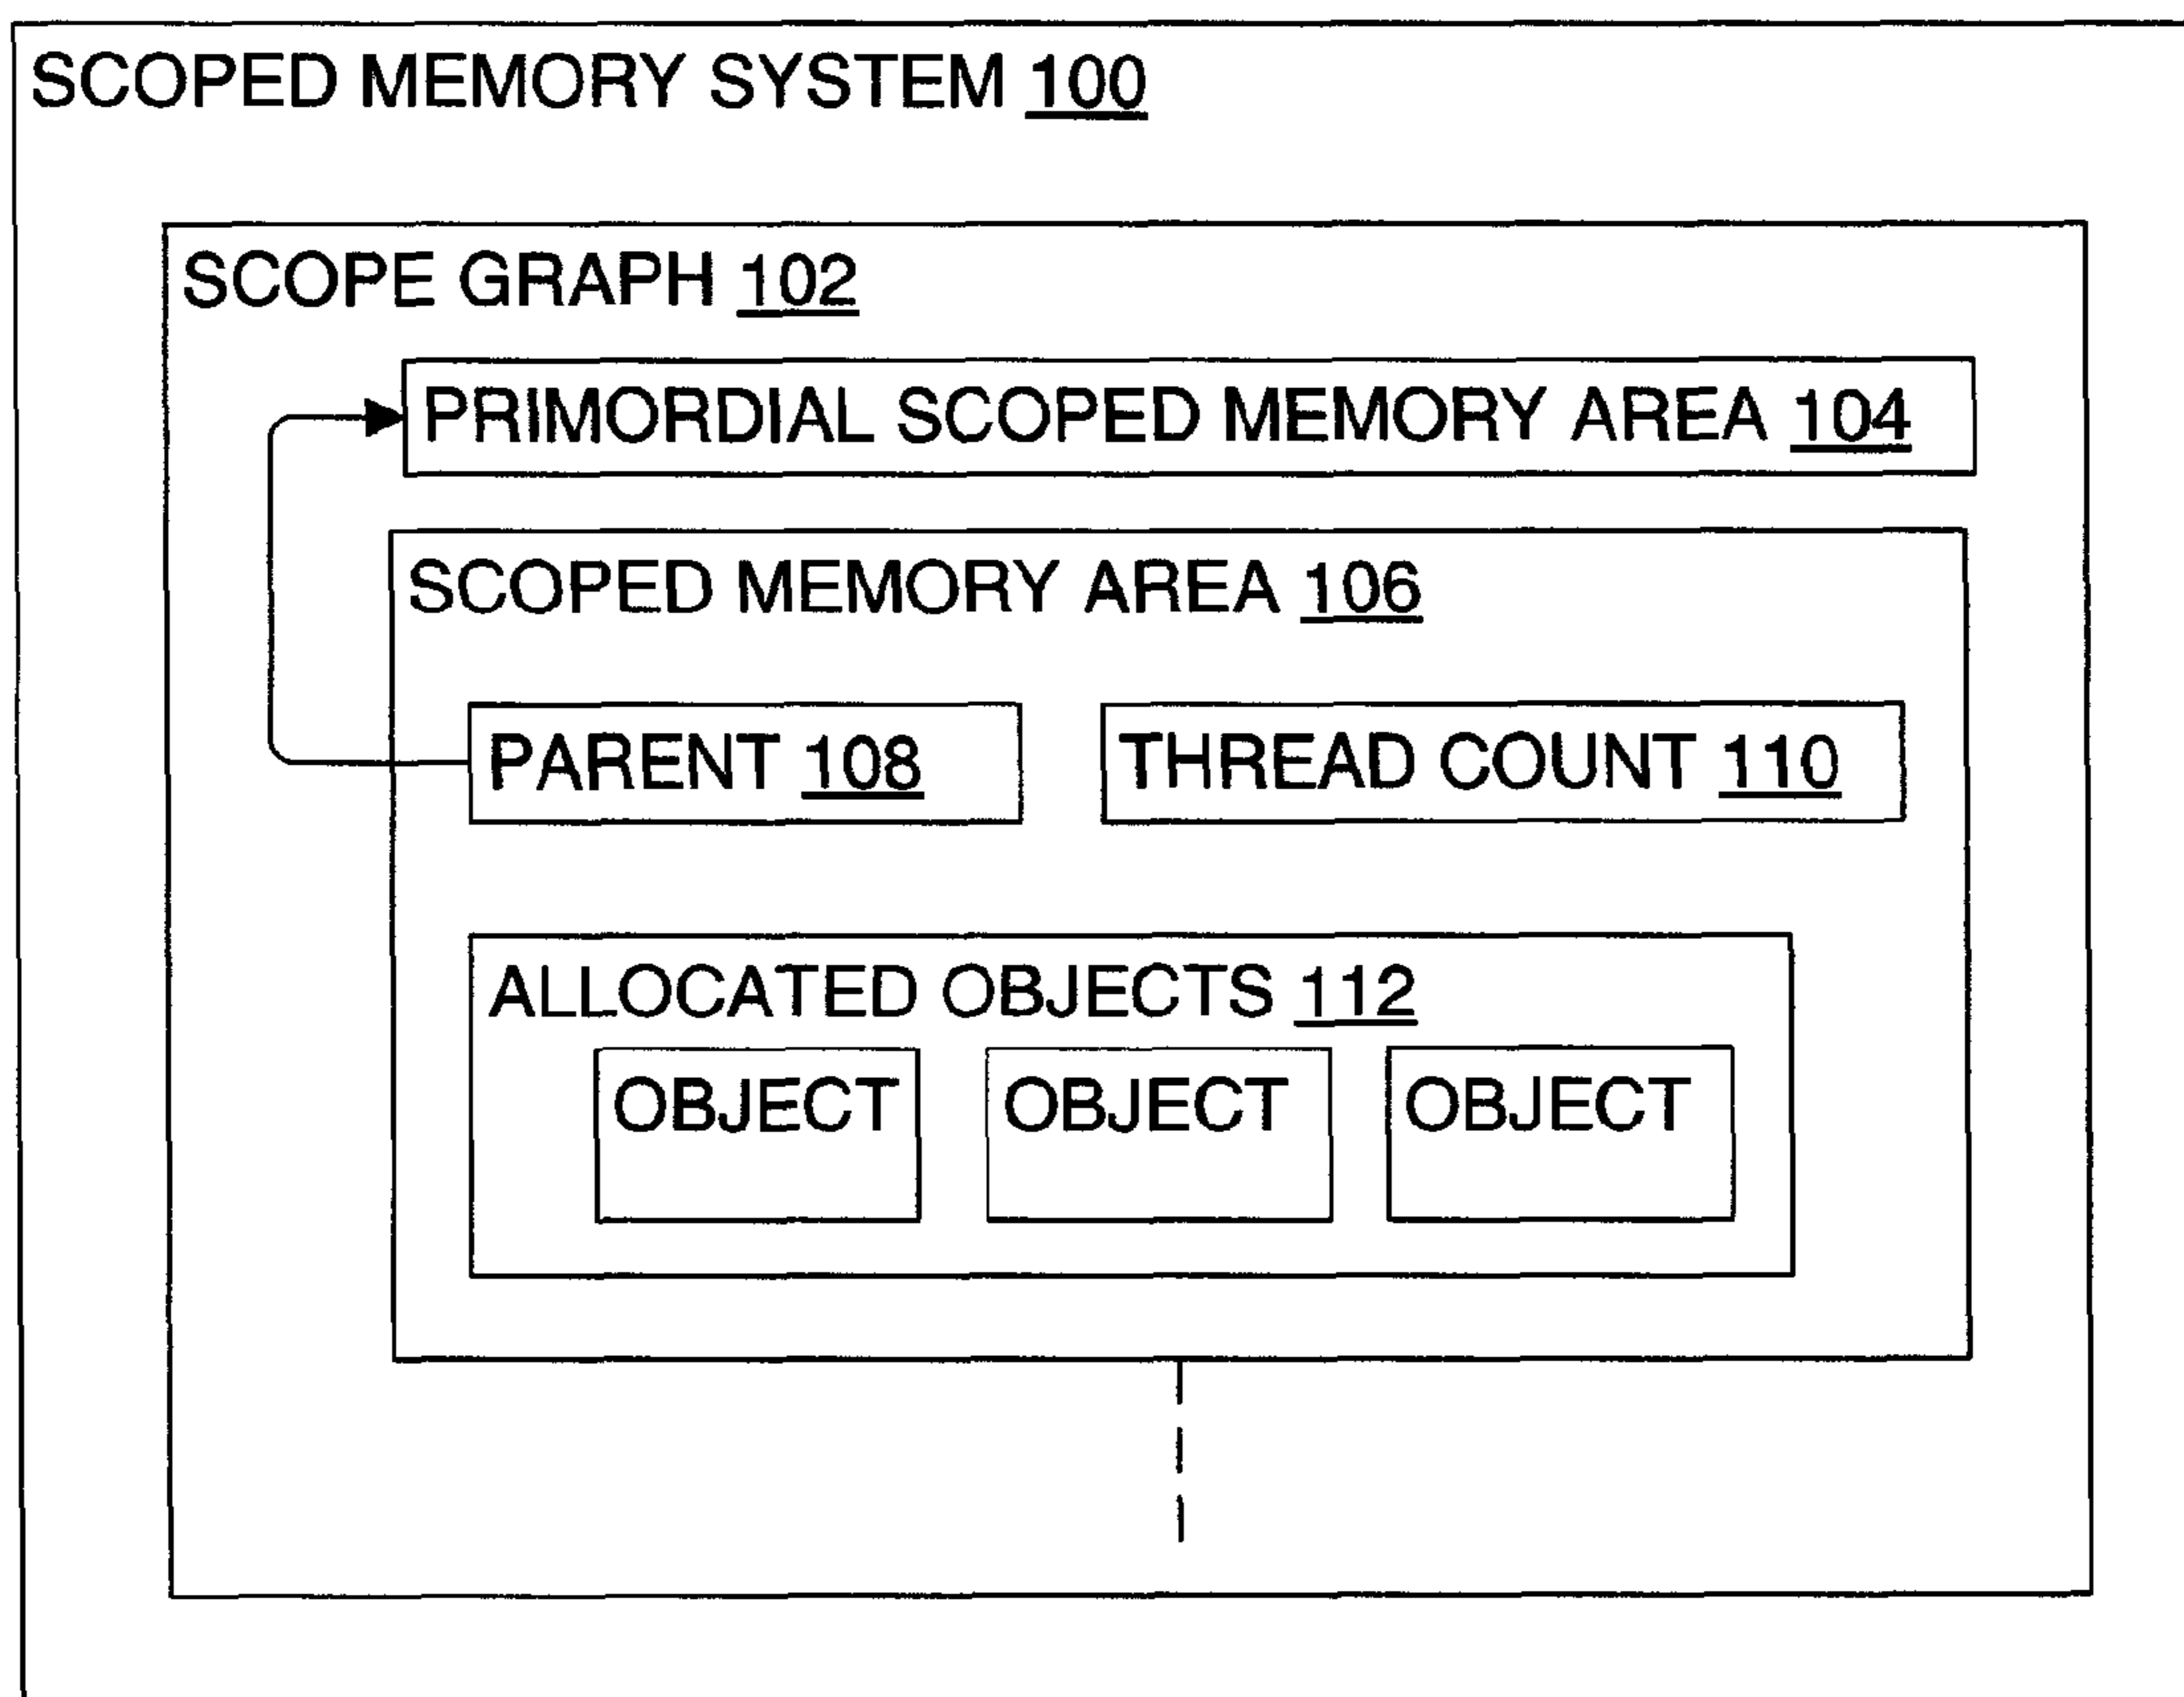 SCOPED MEMORY SYSTEM 100
SCOPE GRAPH 102
PRIMORDIAL SCOPED MEMORY AREA 104
SCOPED MEMORY AREA 106
PARENT 108
THREAD COUNT 110
ALLOCATED OBJECTS 112
OBJECT
OBJECT
OBJECT